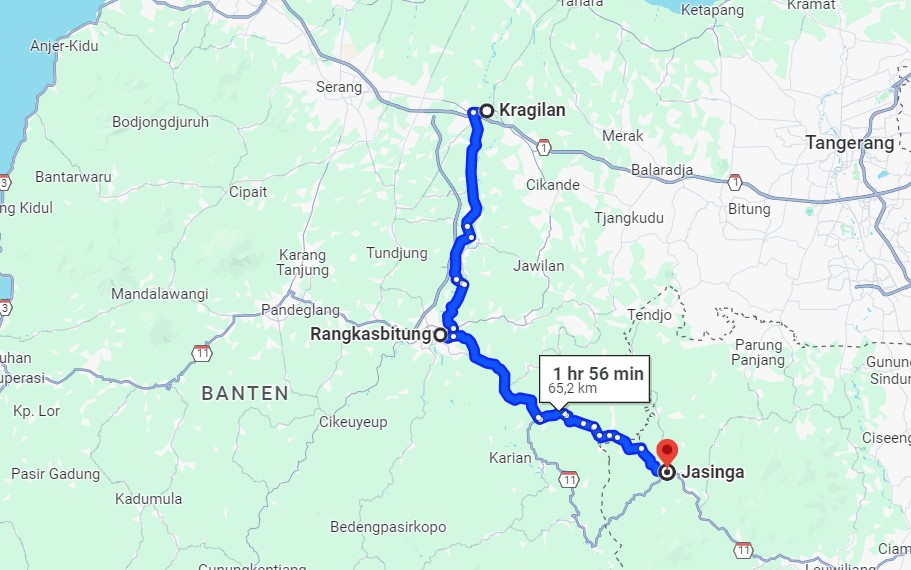 Tanara
Ketapang
Kramat
Anjer-Kidu
Serang
Kragilan
Bodjongdjuruh
Merak
Tangerang
1
Balaradja
Bantarwaru
3
1
Cipait
Cikande
ng Kidul
Bitung
Tjangkudu
Karang
Tanjung
Tundjung
Jawilan
Mandalawangi
3
Pandeglang
Tendjo
Rangkasbitung
Parung
Panjang
uhan
uperasi
11
Gunung
Sindur
1 hr 56 min
65,2 km
BANTEN
Kp. Lor
Cikeuyeup
Ciseeng
Karian
Pasir Gadung
Jasinga
11
Kadumula
Bedengpasirkopo
11
Ciam
Gunungkentjang
Leuwiliang